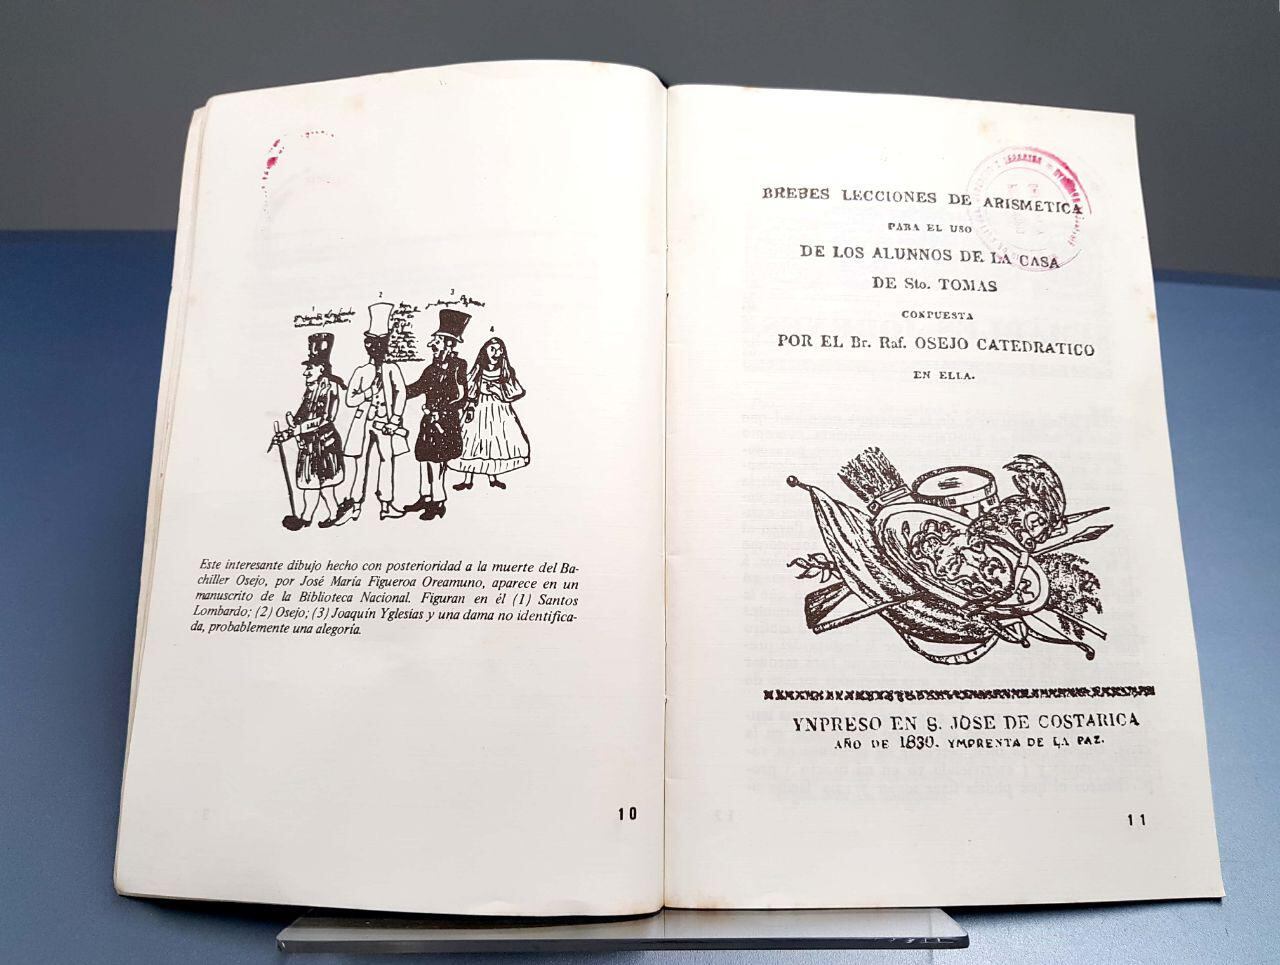 1
2
3
4
Este interesante dibujo hecho con posterioridad a la muerte del Ba-
chiller Osejo, por José María Figueroa Oreamuno, aparece en un
manuscrito de la Biblioteca Nacional. Figuran en él (1) Santos
Lombardo; (2) Osejo; (3) Joaquín Yglesias y una dama no identifica-
da, probablemente una alegoría.
10
BREBES LECCIONES DE ARISMETICA
PARA EL USO
DE LOS ALUNNOS DE LA CASA
DE Sto. TOMAS
CONPUESTA
POR EL Br. Raf. OSEJO CATEDRATICO
EN ELLA.
YNPRESO EN S. JOSE DE COSTARICA
AÑO DE 1830. YMPRENTA DE LA PAZ.
11